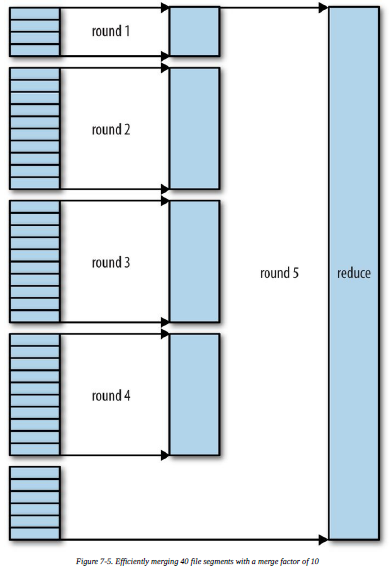 round 1
round 2
round 3
round 5
reduce
round 4
Figure 7-5. Efficiently merging 40 file segments with a merge factor of 10